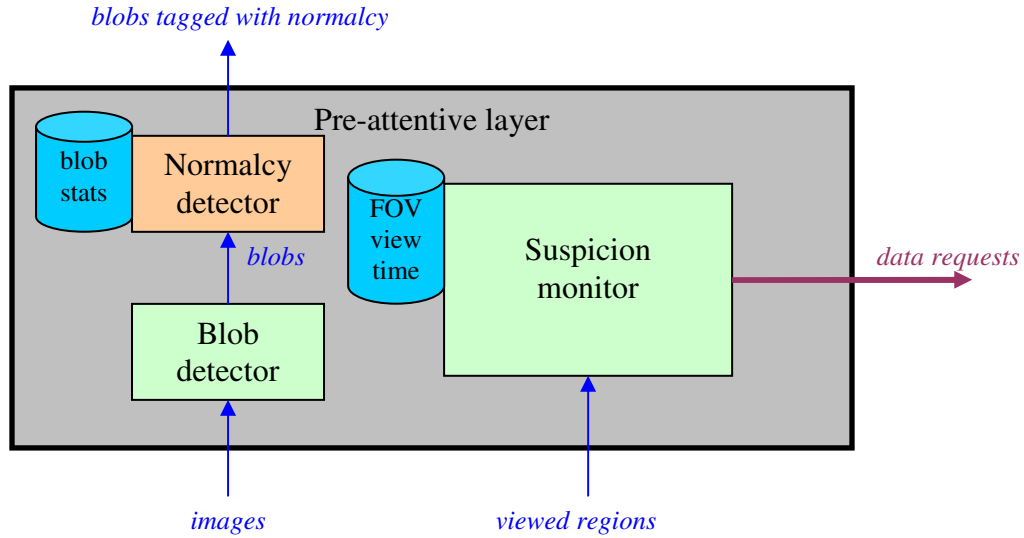 blobs tagged with normalcy
Pre-attentive layer
blob
stats
Normalcy
detector
FOV
view
time
Suspicion
monitor
blobs
data requests
Blob
detector
images
viewed regions